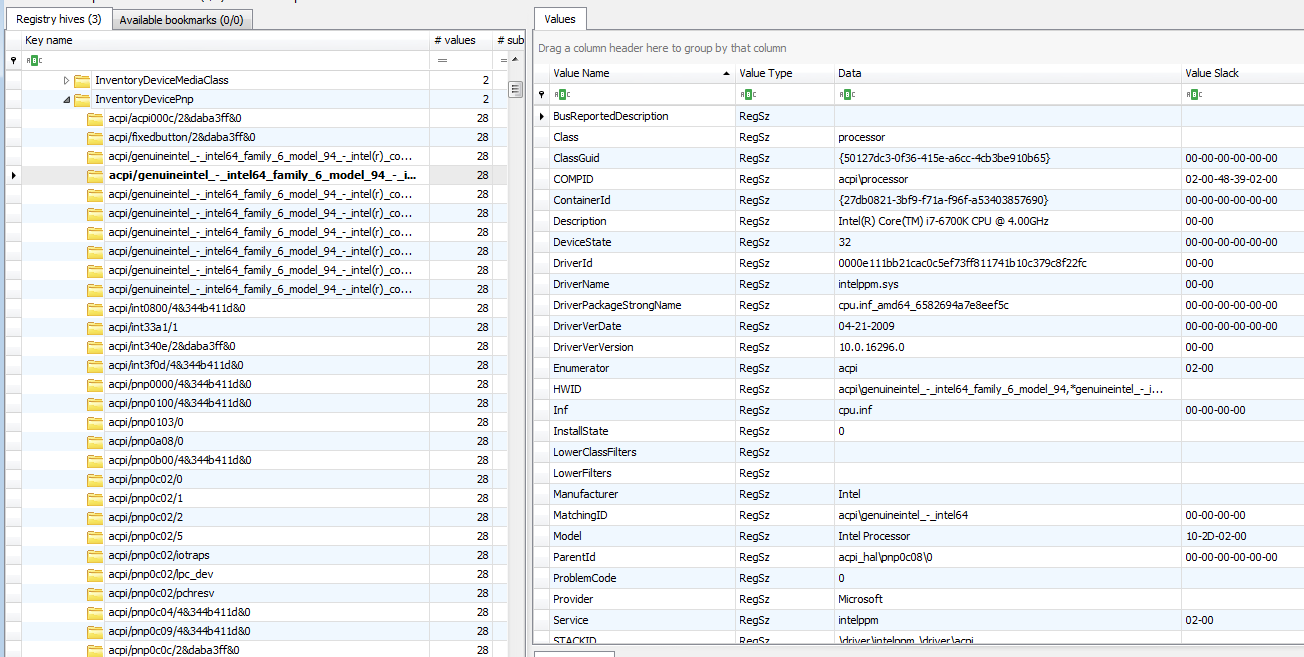 Registry hives (3) Available bookmarks (0/0)
Key name # values # sub
ABC = =
InventoryDeviceMediaClass 2
InventoryDevicePnp 2
acpi/acpi000c/2&daba3ff&0 28
acpi/fixedbutton/2&daba3ff&0 28
acpi/genuineintel_-_intel64_family_6_model_94_-_intel(r)_co... 28
acpi/genuineintel_-_intel64_family_6_model_94_-_i... 28
acpi/genuineintel_-_intel64_family_6_model_94_-_intel(r)_co... 28
acpi/genuineintel_-_intel64_family_6_model_94_-_intel(r)_co... 28
acpi/genuineintel_-_intel64_family_6_model_94_-_intel(r)_co... 28
acpi/genuineintel_-_intel64_family_6_model_94_-_intel(r)_co... 28
acpi/genuineintel_-_intel64_family_6_model_94_-_intel(r)_co... 28
acpi/genuineintel_-_intel64_family_6_model_94_-_intel(r)_co... 28
acpi/int0800/4&344b411d&0 28
acpi/int33a1/1 28
acpi/int340e/2&daba3ff&0 28
acpi/int3f0d/4&344b411d&0 28
acpi/pnp0000/4&344b411d&0 28
acpi/pnp0100/4&344b411d&0 28
acpi/pnp0103/0 28
acpi/pnp0a08/0 28
acpi/pnp0b00/4&344b411d&0 28
acpi/pnp0c02/0 28
acpi/pnp0c02/1 28
acpi/pnp0c02/2 28
acpi/pnp0c02/5 28
acpi/pnp0c02/iotraps 28
acpi/pnp0c02/lpc_dev 28
acpi/pnp0c02/pchresv 28
acpi/pnp0c04/4&344b411d&0 28
acpi/pnp0c09/4&344b411d&0 28
acpi/pnp0c0c/2&daba3ff&0 28
Values
Drag a column header here to group by that column
Value Name Value Type Data Value Slack
ABC ABC ABC ABC
BusReportedDescription RegSz
Class RegSz processor
ClassGuid RegSz {50127dc3-0f36-415e-a6cc-4cb3be910b65} 00-00-00-00-00-00
COMPID RegSz acpi\processor 02-00-48-39-02-00
ContainerId RegSz {27db0821-3bf9-f71a-f96f-a53403857690} 00-00-00-00-00-00
Description RegSz Intel(R) Core(TM) i7-6700K CPU @ 4.00GHz 00-00
DeviceState RegSz 32 00-00-00-00-00-00
DriverId RegSz 0000e111bb21cac0c5ef73ff811741b10c379c8f22fc 00-00
DriverName RegSz intelppm.sys 00-00
DriverPackageStrongName RegSz cpu.inf_amd64_6582694a7e8eef5c 00-00-00-00-00-00
DriverVerDate RegSz 04-21-2009 00-00-00-00-00-00
DriverVerVersion RegSz 10.0.16296.0 00-00
Enumerator RegSz acpi 02-00
HWID RegSz acpi\genuineintel_-_intel64_family_6_model_94,*genuineintel_-_i...
Inf RegSz cpu.inf 00-00-00-00
InstallState RegSz 0
LowerClassFilters RegSz
LowerFilters RegSz
Manufacturer RegSz Intel
MatchingID RegSz acpi\genuineintel_-_intel64 00-00-00-00
Model RegSz Intel Processor 10-2D-02-00
ParentId RegSz acpi_hal\pnp0c08\0 00-00-00-00-00-00
ProblemCode RegSz 0
Provider RegSz Microsoft
Service RegSz intelppm 02-00
STACKID RegSz \driver\intelppm,\driver\acpi